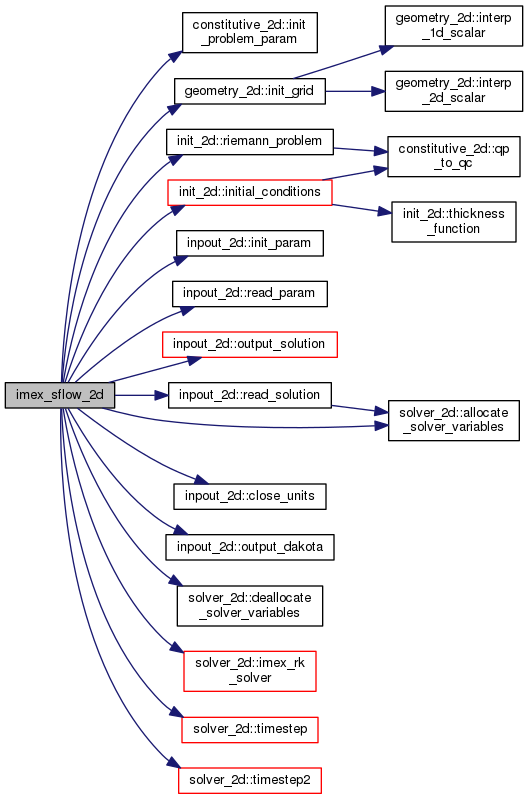 constitutive_2d::init
_problem_param
geometry_2d::interp
_1d_scalar
geometry_2d::init_grid
geometry_2d::interp
_2d_scalar
init_2d::riemann_problem
constitutive_2d::qp
_to_qc
init_2d::initial_conditions
init_2d::thickness
_function
inpout_2d::init_param
inpout_2d::read_param
inpout_2d::output_solution
imex_sflow_2d
inpout_2d::read_solution
solver_2d::allocate
_solver_variables
inpout_2d::close_units
inpout_2d::output_dakota
solver_2d::deallocate
_solver_variables
solver_2d::imex_rk
_solver
solver_2d::timestep
solver_2d::timestep2